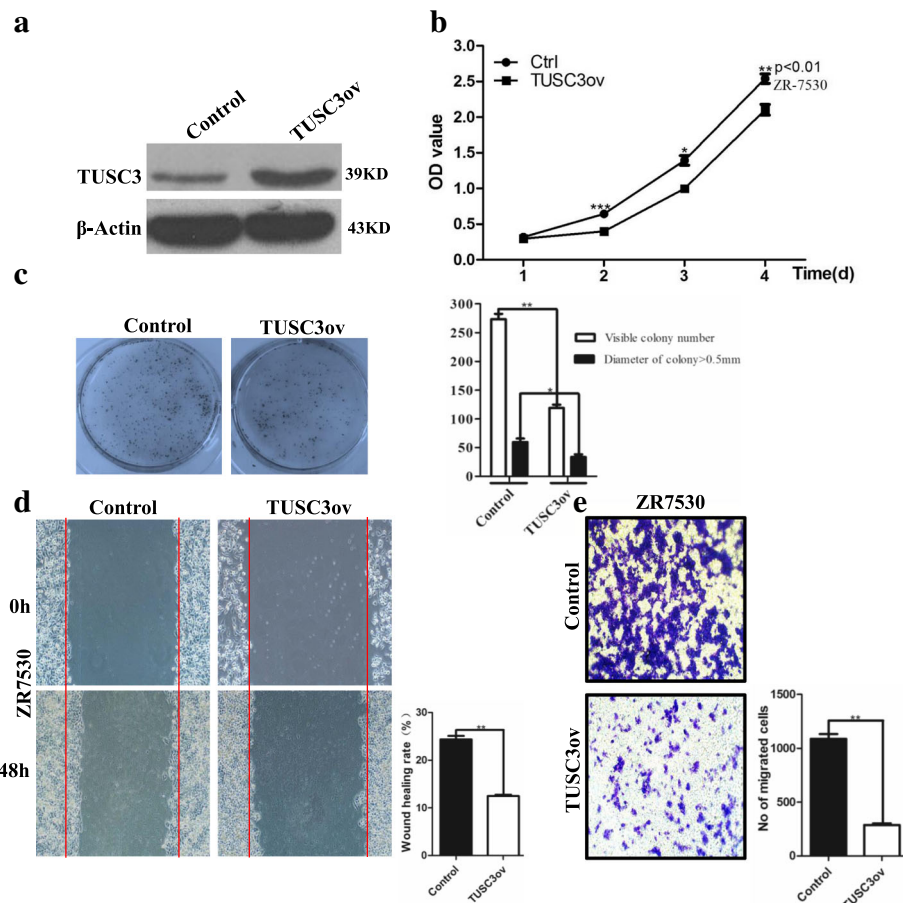 a
Control
TUSC3ov
TUSC3
39KD
β-Actin
43KD
b
3.0
2.5
2.0
1.5
1.0
0.5
0.0
OD value
Ctrl
TUSC3ov
***
*
** p<0.01
ZR-7530
1 2 3 4 Time(d)
c
Control TUSC3ov
300
250
200
150
100
50
0
**
*
Visible colony number
Diameter of colony>0.5mm
Control
TUSC3ov
d
Control TUSC3ov
0h
ZR7530
48h
Wound healing rate (%)
30
20
10
0
**
Control
TUSC3ov
e
ZR7530
Control
TUSC3ov
No of migrated cells
1500
1000
500
0
**
Control
TUSC3ov